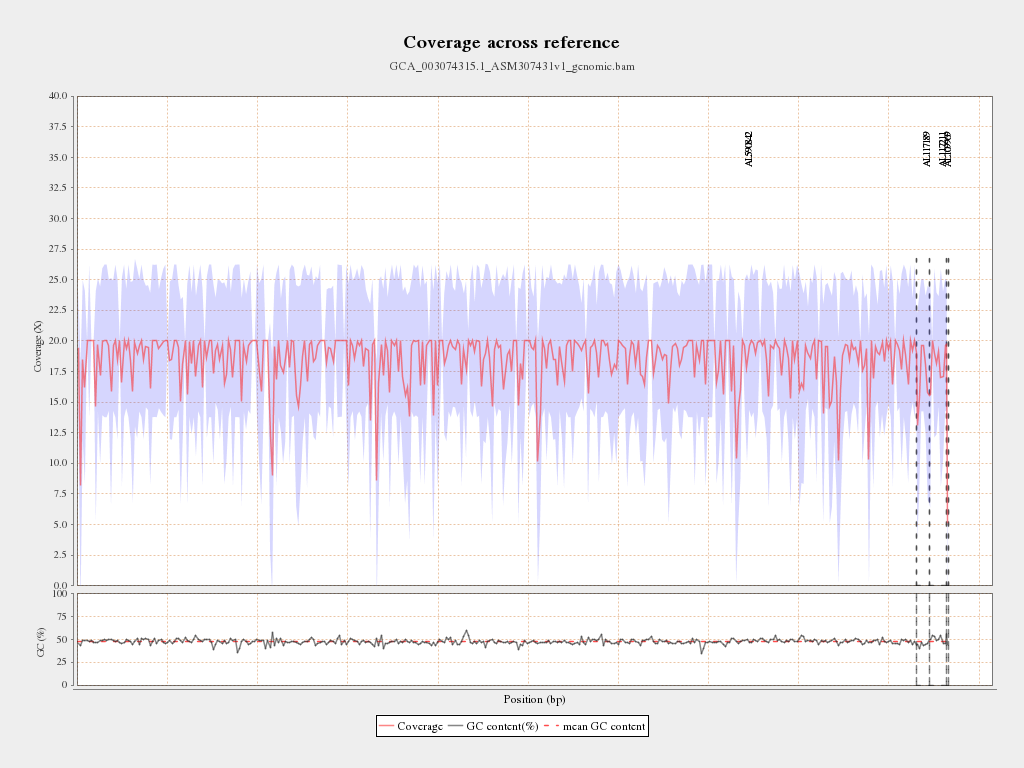 Coverage across reference
GCA_003074315.1_ASM307431v1_genomic.bam
40.0
37.5
35.0
32.5
30.0
27.5
25.0
22.5
20.0
17.5
15.0
12.5
10.0
7.5
5.0
2.5
0.0
Coverage (X)
AL590842
AL117189
AL117211
AL109969
100
75
50
25
0
GC (%)
Position (bp)
Coverage GC content(%) mean GC content